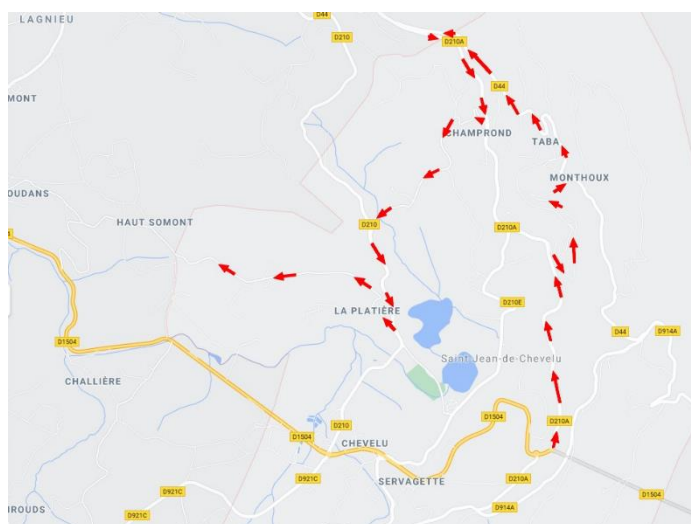 LAGNIEU
D44
D210
D210A
MONT
D44
CHAMPROND
TABA
MONTHOUX
OUDANS
HAUT SOMONT
D210
D210A
D210E
LA PLATIÈRE
D1504
D44
D914A
Saint-Jean-de-Chevelu
CHALLIÈRE
D1504
D210
D210A
D1504
CHEVELU
D921C
SERVAGETTE
D210A
D921C
D1504
D914A
D921C